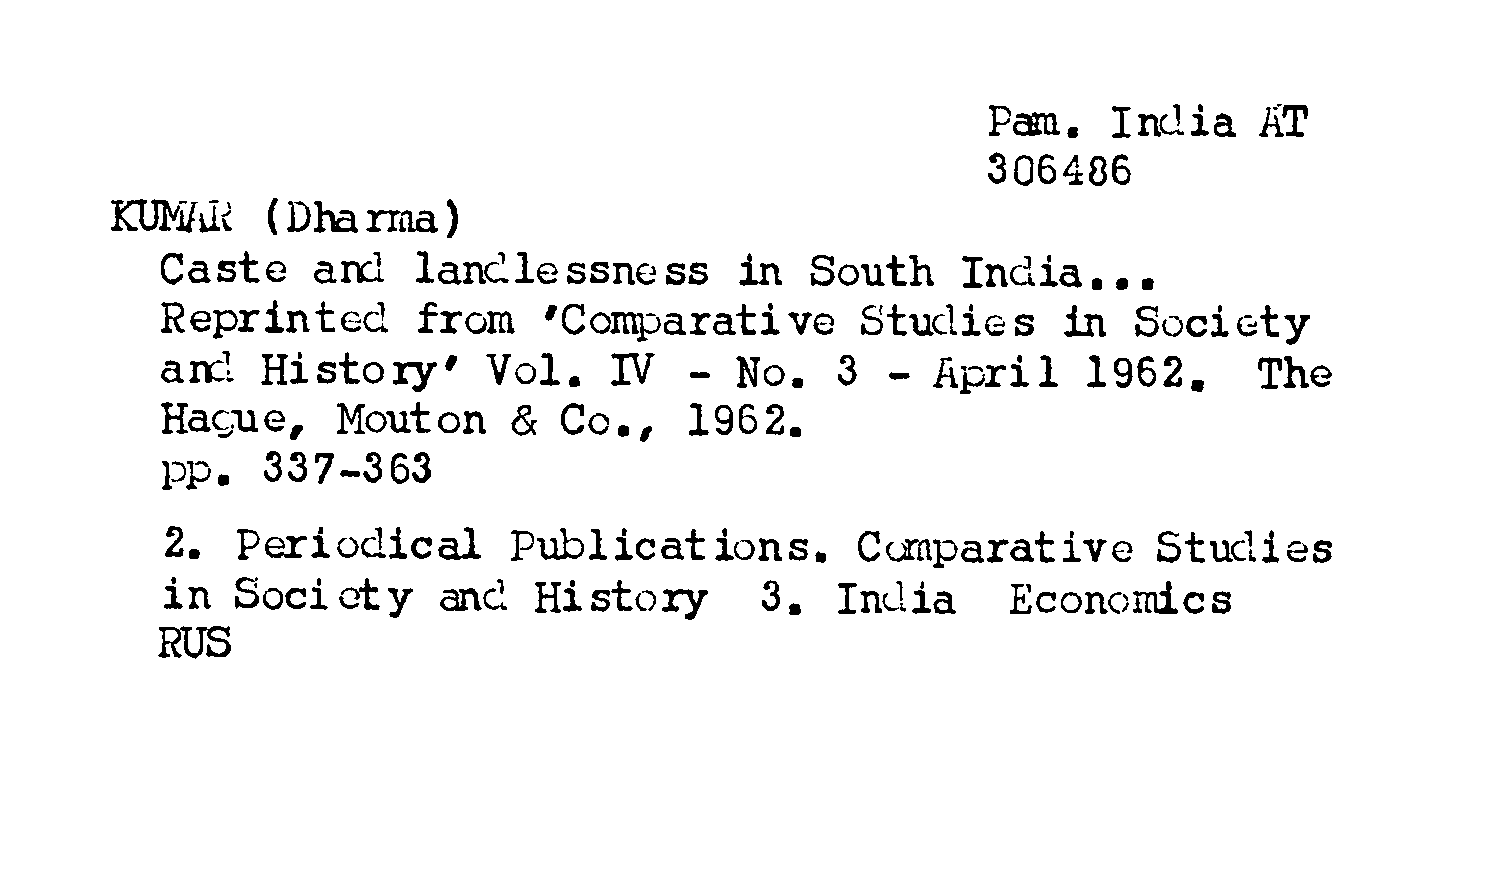 Pam. India AT
306486
KUMAR (Dharma)
Caste and landlessness in South India...
Reprinted from 'Comparative Studies in Society
and History' Vol. IV - No. 3 - April 1962. The
Hague, Mouton & Co., 1962.
pp. 337-363
2. Periodical Publications. Comparative Studies
in Society and History 3. India Economics
RUS